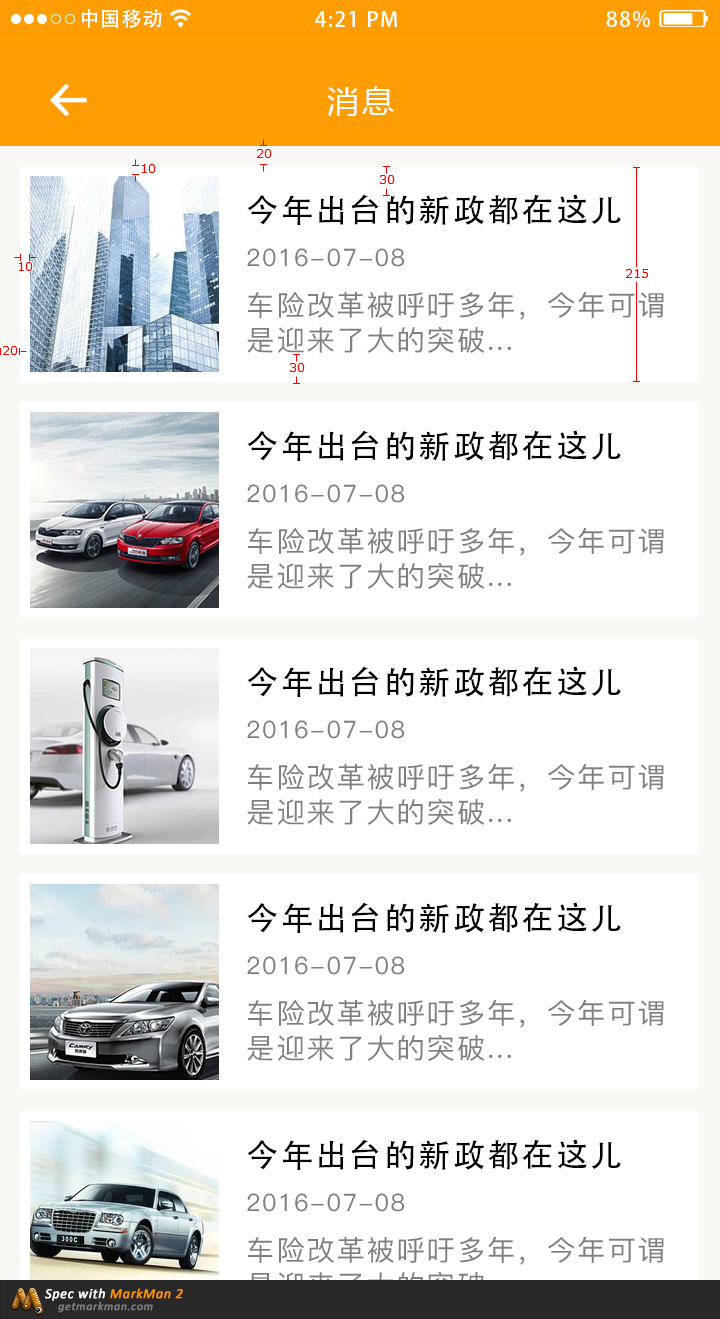 中国移动 4:21 PM 88%
消息
20
10
30
今年出台的新政都在这儿
2016-07-08
10
215
车险改革被呼吁多年，今年可谓
是迎来了大的突破...
20
30
今年出台的新政都在这儿
2016-07-08
车险改革被呼吁多年，今年可谓
是迎来了大的突破...
今年出台的新政都在这儿
2016-07-08
车险改革被呼吁多年，今年可谓
是迎来了大的突破...
今年出台的新政都在这儿
2016-07-08
车险改革被呼吁多年，今年可谓
是迎来了大的突破...
CAMRY
今年出台的新政都在这儿
2016-07-08
车险改革被呼吁多年，今年可谓
300C
Spec with MarkMan 2
getmarkman.com